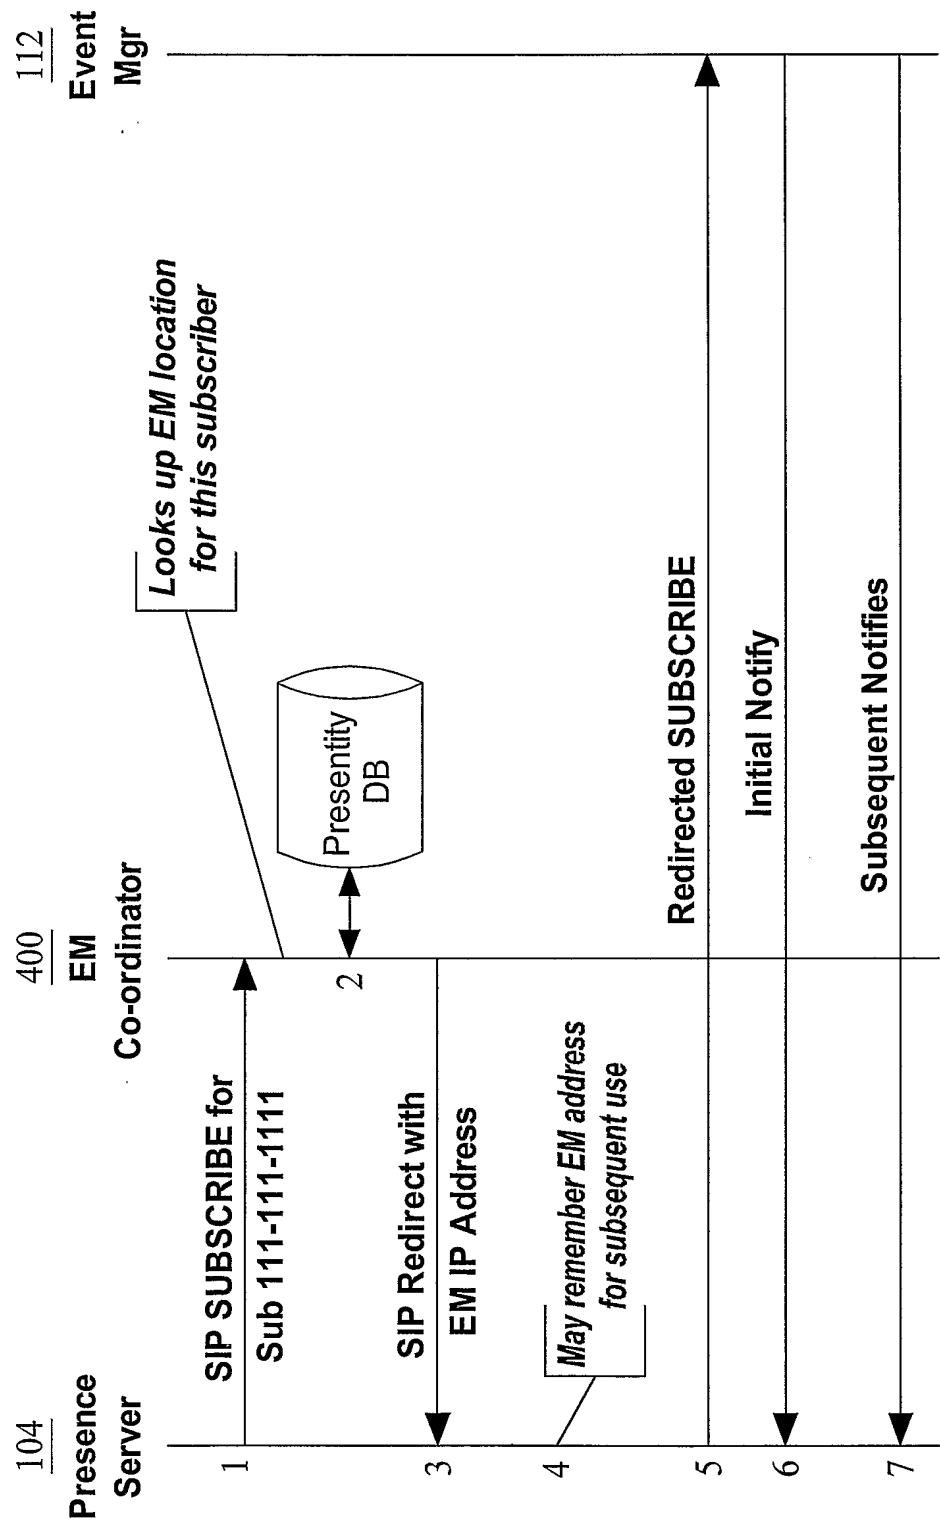 104
Presence
Server
400
EM
Co-ordinator
112
Event
Mgr
1
SIP SUBSCRIBE for
Sub 111-111-1111
Looks up EM location
for this subscriber
2
Presentity
DB
3
SIP Redirect with
EM IP Address
4
May remember EM address
for subsequent use
5
Redirected SUBSCRIBE
6
Initial Notify
7
Subsequent Notifies